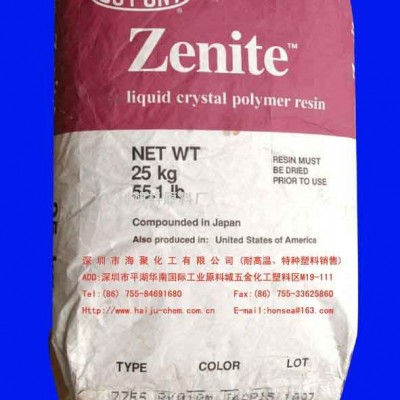 DUPONT
Zenite™
liquid crystal polymer resin
NET WT
25 kg
55.1 lb
RESIN MUST
BE DRIED
PRIOR TO USE
Compounded in Japan
Also produced in: United States of America
深圳市海聚化工有限公司(耐高温、特种塑料销售)
ADD:深圳市平湖华南国际工业原料城五金化工塑料区M19-111
Tel:(86) 755-84691680 Fax:(86) 755-33625860
Http://www.haiju-chem.com.cn E-mail:honsea@163.com
TYPE COLOR LOT